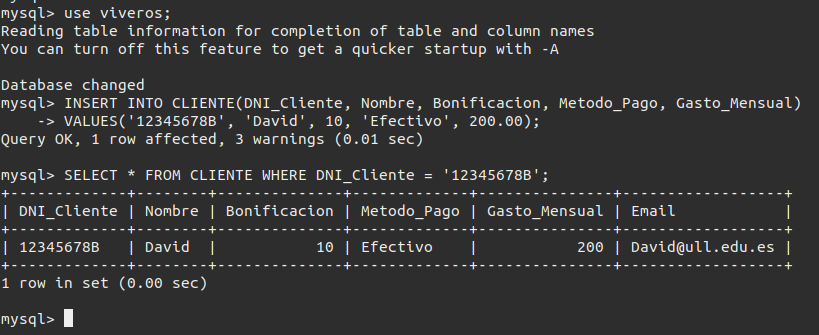 mysql> use viveros;
Reading table information for completion of table and column names
You can turn off this feature to get a quicker startup with -A

Database changed
mysql> INSERT INTO CLIENTE(DNI_Cliente, Nombre, Bonificacion, Metodo_Pago, Gasto_Mensual)
    -> VALUES('12345678B', 'David', 10, 'Efectivo', 200.00);
Query OK, 1 row affected, 3 warnings (0.01 sec)

mysql> SELECT * FROM CLIENTE WHERE DNI_Cliente = '12345678B';
+-------------+--------+--------------+-------------+---------------+------------------+
| DNI_Cliente | Nombre | Bonificacion | Metodo_Pago | Gasto_Mensual | Email            |
+-------------+--------+--------------+-------------+---------------+------------------+
| 12345678B   | David  |           10 | Efectivo    |           200 | David@ull.edu.es |
+-------------+--------+--------------+-------------+---------------+------------------+
1 row in set (0.00 sec)

mysql>